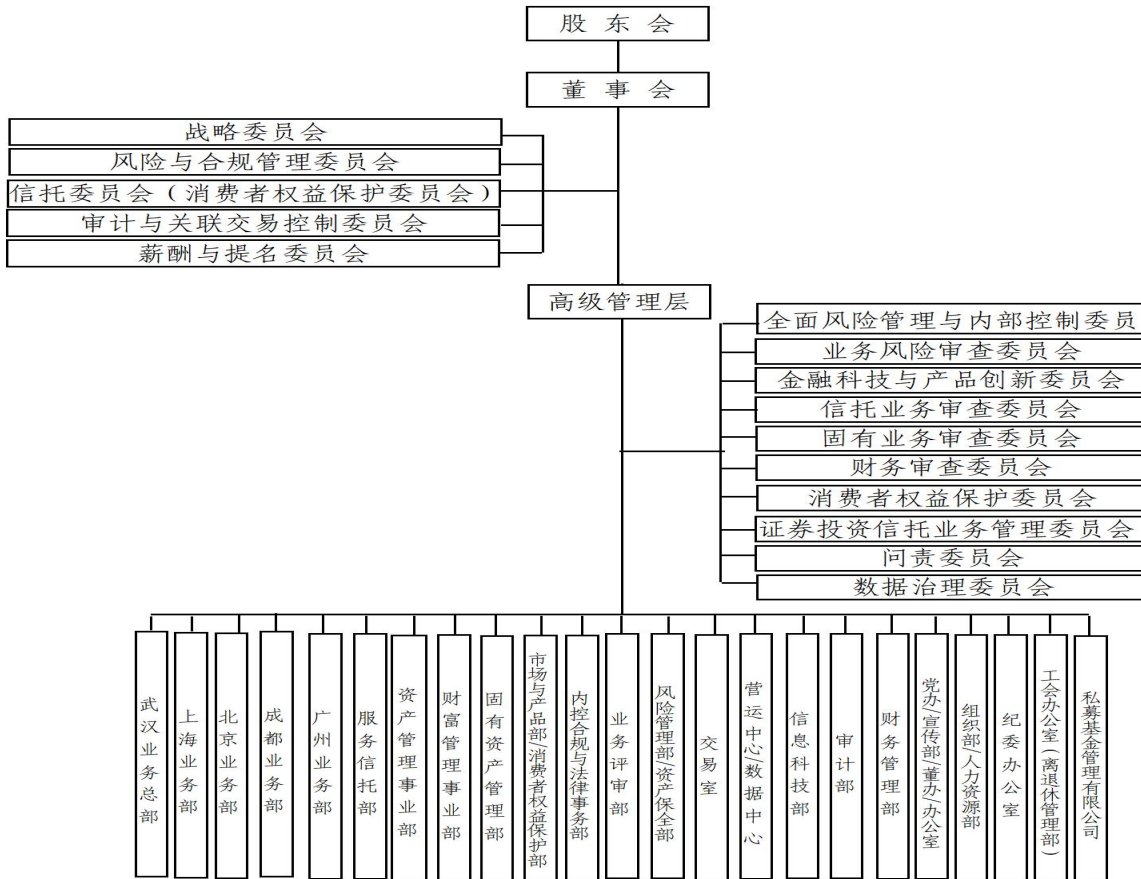 股东会
董事会
战略委员会
风险与合规管理委员会
信托委员会（消费者权益保护委员会）
审计与关联交易控制委员会
薪酬与提名委员会
高级管理层
全面风险管理与内部控制委员
业务风险审查委员会
金融科技与产品创新委员会
信托业务审查委员会
固有业务审查委员会
财务审查委员会
消费者权益保护委员会
证券投资信托业务管理委员会
问责委员会
数据治理委员会
武汉业务总部
上海业务部
北京业务部
成都业务部
广州业务部
服务信托部
资产管理事业部
财富管理事业部
固有资产管理部
市场与产品部/消费者权益保护部
内控合规与法律事务部
业务评审部
风险管理部/资产保全部
交易室
营运中心/数据中心
信息科技部
审计部
财务管理部
党办/宣传部/董办/办公室
组织部/人力资源部
纪委办公室
工会办公室(离退休管理部)
私募基金管理有限公司